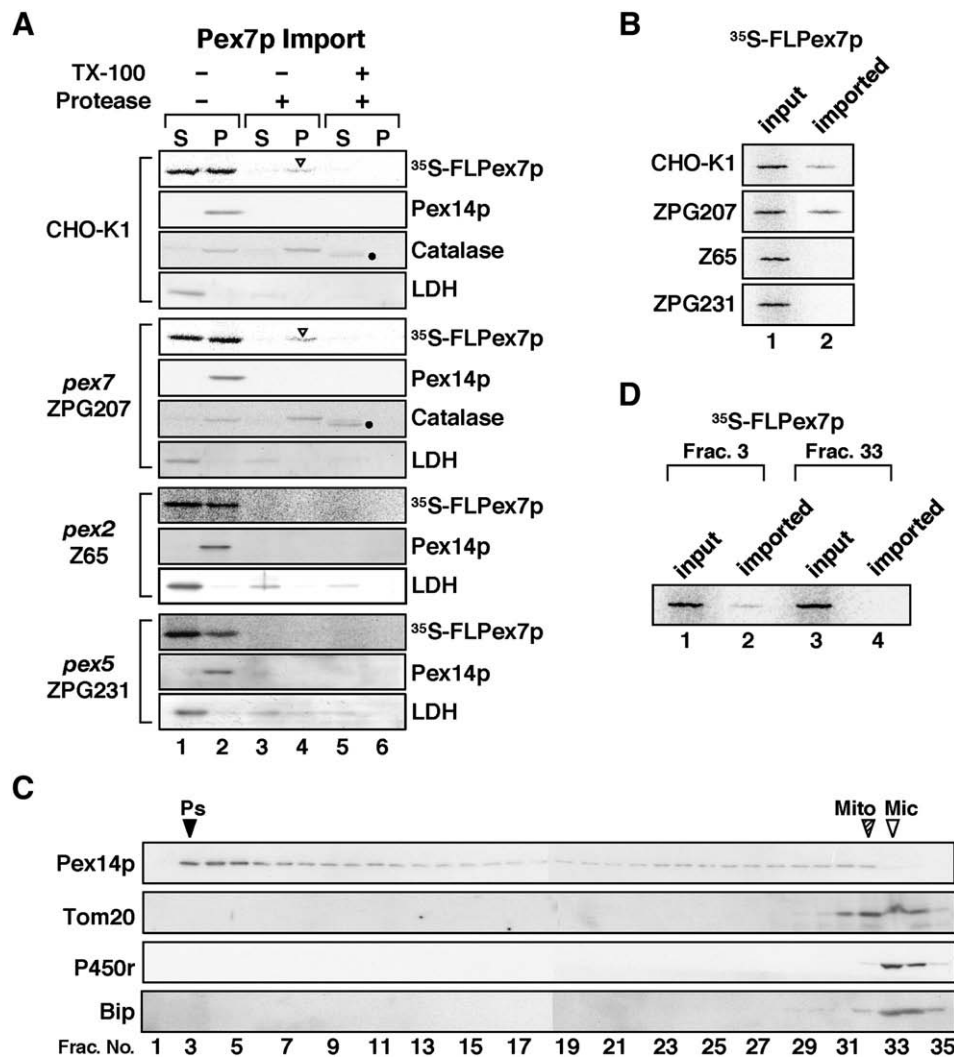 A
Pex7p Import
TX-100 – – +
Protease – + +
S P S P S P
CHO-K1
³⁵S-FLPex7p
Pex14p
Catalase
LDH
pex7
ZPG207
³⁵S-FLPex7p
Pex14p
Catalase
LDH
pex2
Z65
³⁵S-FLPex7p
Pex14p
LDH
pex5
ZPG231
³⁵S-FLPex7p
Pex14p
LDH
1 2 3 4 5 6
B
³⁵S-FLPex7p
input imported
CHO-K1
ZPG207
Z65
ZPG231
1 2
D
³⁵S-FLPex7p
Frac. 3 Frac. 33
input imported input imported
1 2 3 4
C
Ps Mito Mic
Pex14p
Tom20
P450r
Bip
Frac. No. 1 3 5 7 9 11 13 15 17 19 21 23 25 27 29 31 33 35